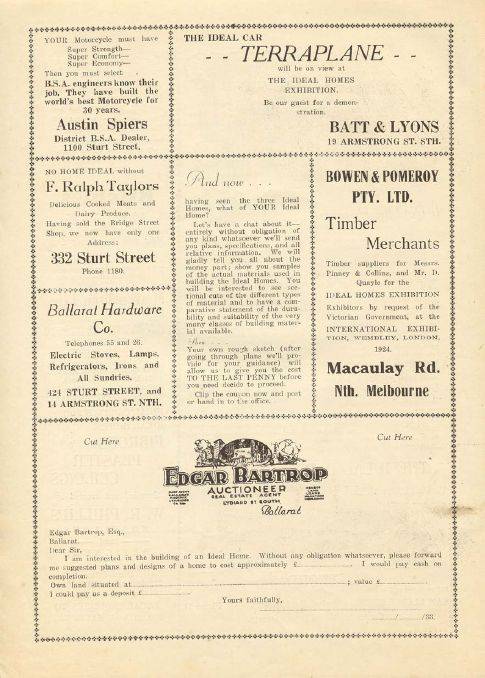 YOUR Motorcycle must have
Super Strength—
Super Comfort—
Super Economy—
Then you must select
B.S.A. engineers know their
job. They have built the
world's best Motorcycle for
30 years.
Austin Spiers
District B.S.A. Dealer,
1100 Sturt Street.
THE IDEAL CAR
- - TERRAPLANE - -
will be on view at
THE IDEAL HOMES
EXHIBITION.
Be our guest for a demon-
stration.
BATT & LYONS
19 ARMSTRONG ST. STH.
NO HOME IDEAL without
F. Ralph Taylors
Delicious Cooked Meats and
Dairy Produce.
Having sold the Bridge Street
Shop, we now have only one
Address:
332 Sturt Street
Phone 1180.
Ballarat Hardware
Co.
Telephones 55 and 26.
Electric Stoves, Lamps,
Refrigerators, Irons and
All Sundries.
424 STURT STREET, and
14 ARMSTRONG ST. NTH.
And now . . .
having seen the three Ideal
Homes, what of YOUR Ideal
Home?
Let's have a chat about it—
entirely without obligation of
any kind whatsoever we'll send
you plans, specifications, and all
relative information. We will
gladly tell you all about the
money part; show you samples
of the actual materials used in
building the Ideal Homes. You
will be interested to see sec-
tional cuts of the different types
of material and to have a com-
parative statement of the dura-
bility and suitability of the very
many classes of building mater-
ial available.
Then
Your own rough sketch (after
going through plans we'll pro-
vide for your guidance) will
allow us to give you the cost
TO THE LAST PENNY before
you need decide to proceed.
Clip the coupon now and post
or hand in to the office.
BOWEN & POMEROY
PTY. LTD.
Timber
Merchants
Timber suppliers for Messrs.
Pinney & Collins, and Mr. D.
Quayle for the
IDEAL HOMES EXHIBITION
Exhibitors by request of the
Victorian Government, at the
INTERNATIONAL EXHIBI-
TION, WEMBLEY, LONDON,
1924.
Macaulay Rd.
Nth. Melbourne
Cut Here
Cut Here
EDGAR BARTROP
AUCTIONEER
REAL ESTATE AGENT
LYDIARD ST SOUTH
Ballarat
Edgar Bartrop, Esq.,
Ballarat.
Dear Sir,
I am interested in the building of an Ideal Home. Without any obligation whatsoever, please forward
me suggested plans and designs of a home to cost approximately £ I would pay cash on
completion.
Own land situated at ; value £
I could pay as a deposit £
Yours faithfully,
/ /33.